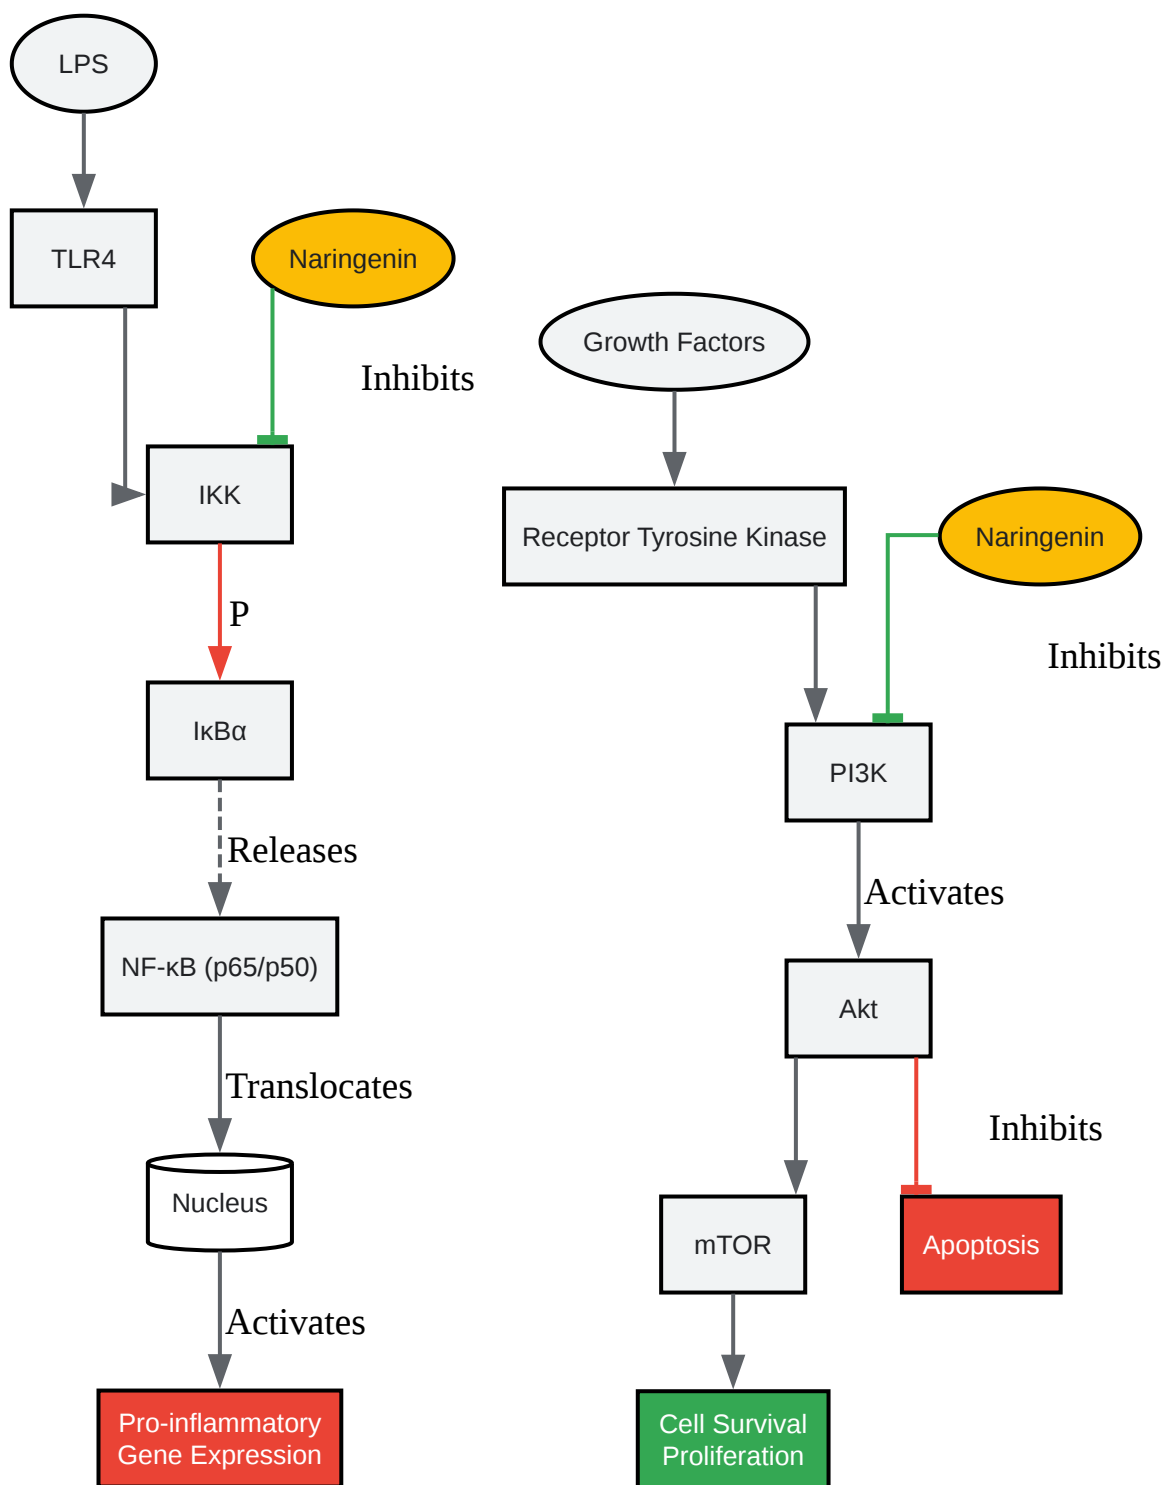 LPS
TLR4
Naringenin
Inhibits
IKK
P
IκBα
Releases
NF-κB (p65/p50)
Translocates
Nucleus
Activates
Pro-inflammatory
Gene Expression
Growth Factors
Receptor Tyrosine Kinase
Naringenin
Inhibits
PI3K
Activates
Akt
Inhibits
mTOR
Apoptosis
Cell Survival
Proliferation